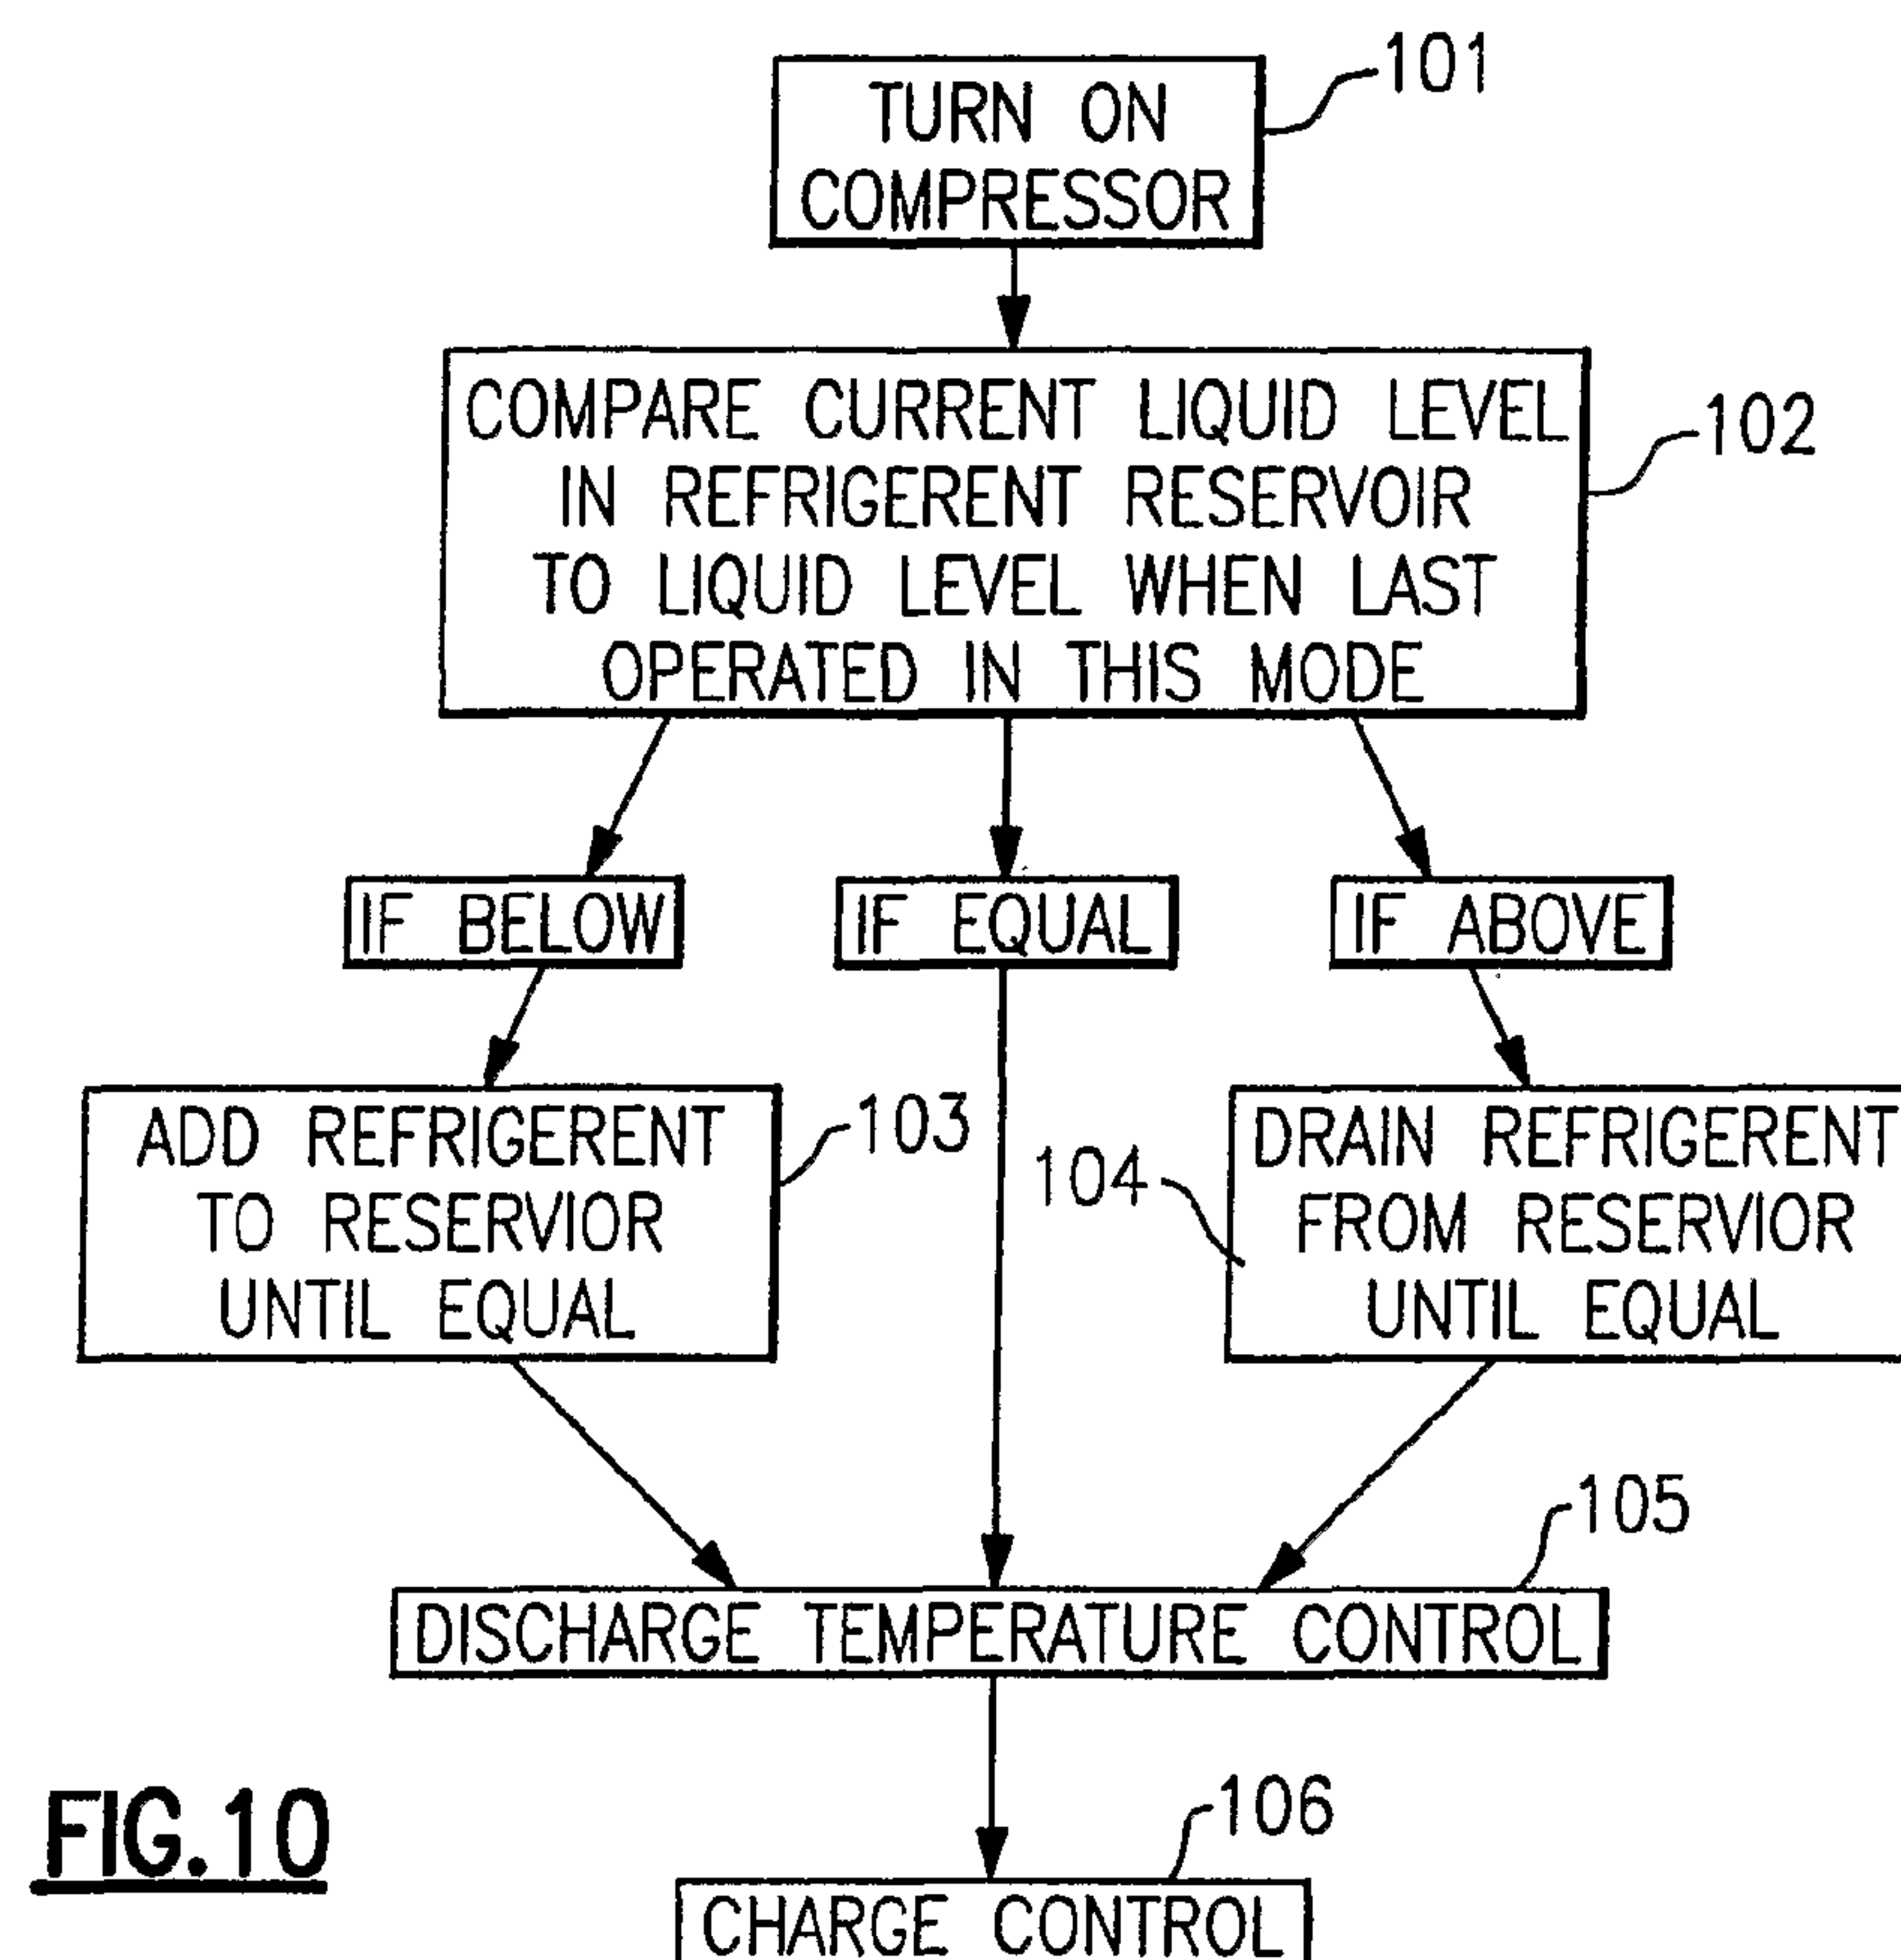 101
TURN ON
COMPRESSOR
COMPARE CURRENT LIQUID LEVEL
IN REFRIGERENT RESERVOIR
TO LIQUID LEVEL WHEN LAST
OPERATED IN THIS MODE
102
IF BELOW
IF EQUAL
IF ABOVE
ADD REFRIGERENT
TO RESERVIOR
UNTIL EQUAL
103
104
DRAIN REFRIGERENT
FROM RESERVIOR
UNTIL EQUAL
105
DISCHARGE TEMPERATURE CONTROL
106
CHARGE CONTROL
FIG.10